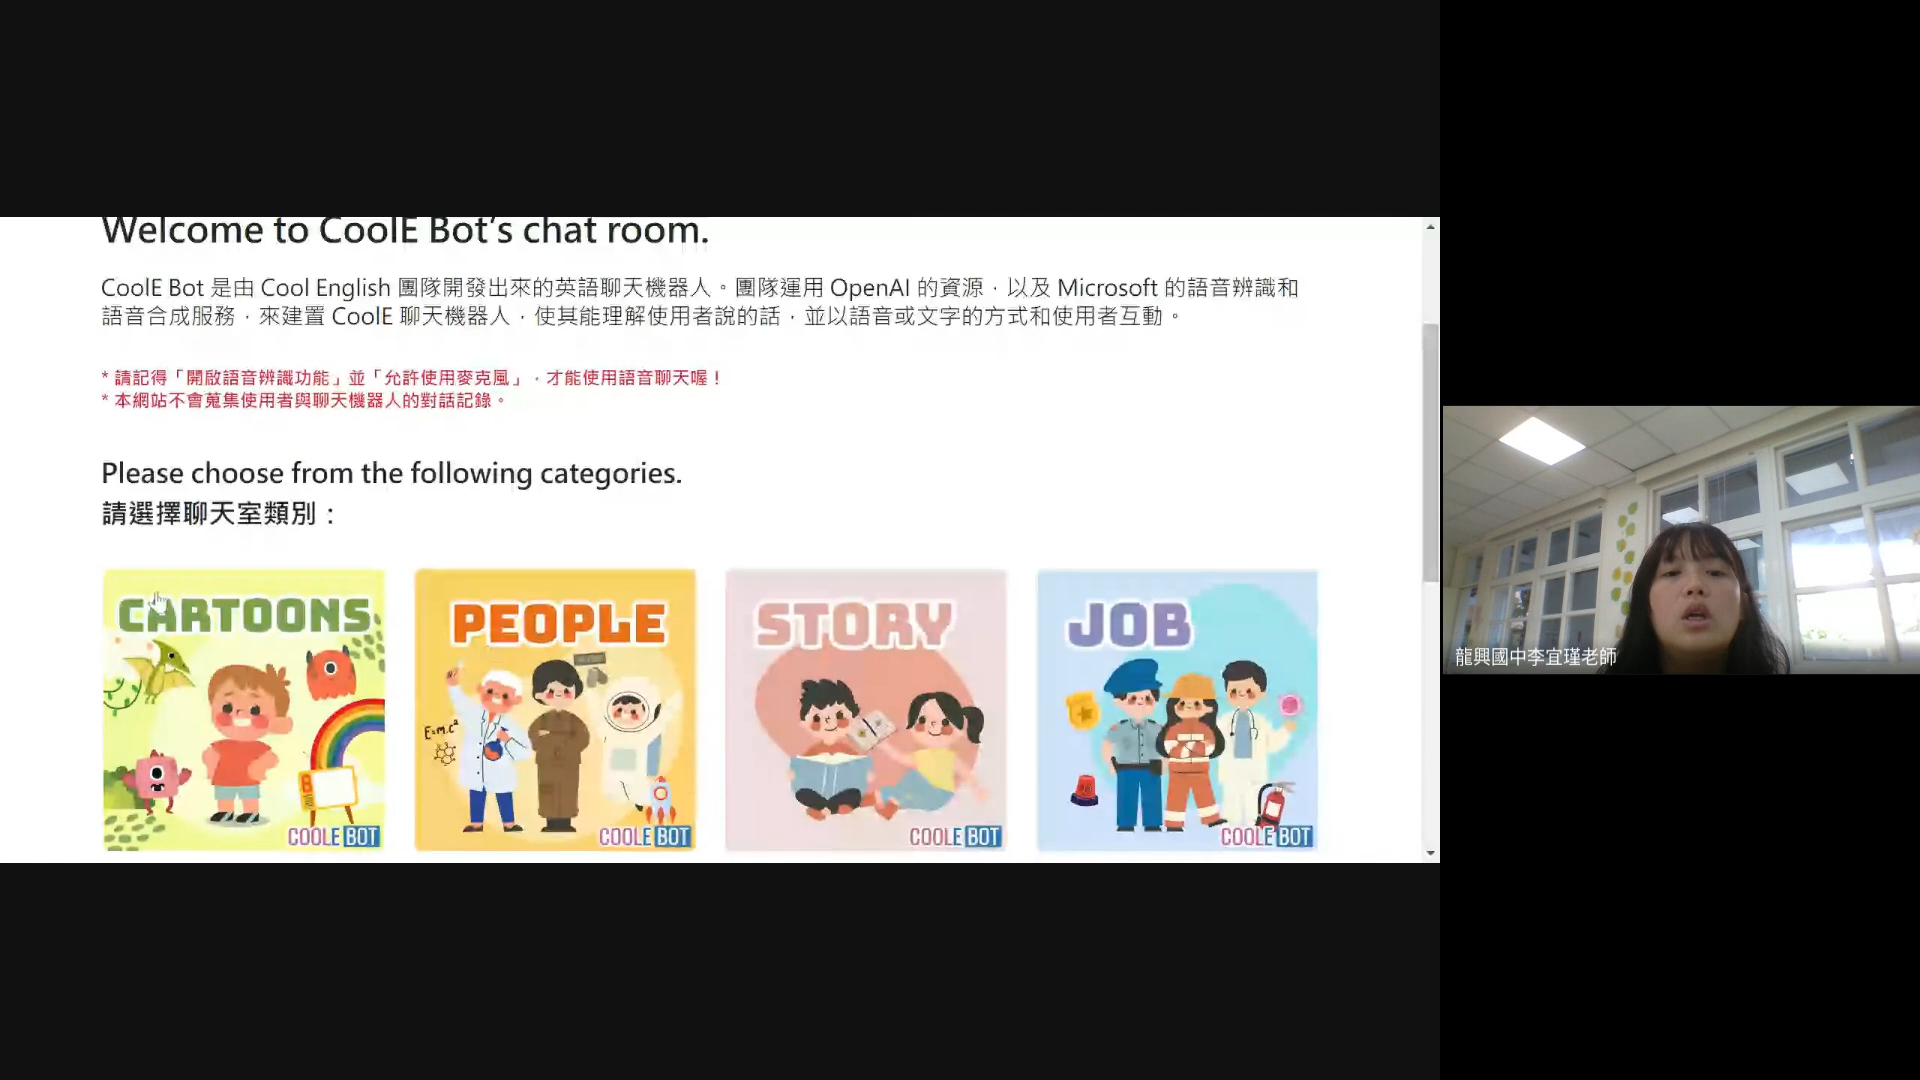 Welcome to CoolE Bot's chat room.
CoolE Bot 是由 Cool English 團隊開發出來的英語聊天機器人。團隊運用 OpenAI 的資源，以及 Microsoft 的語音辨識和
語音合成服務，來建置 CoolE 聊天機器人，使其能理解使用者說的話，並以語音或文字的方式和使用者互動。
* 請記得「開啟語音辨識功能」並「允許使用麥克風」，才能使用語音聊天喔！
* 本網站不會蒐集使用者與聊天機器人的對話記錄。
Please choose from the following categories.
請選擇聊天室類別：
CARTOONS
PEOPLE
STORY
JOB
E=mc²
COOLE BOT
COOLE BOT
COOLE BOT
COOLE BOT
龍興國中李宜瑾老師